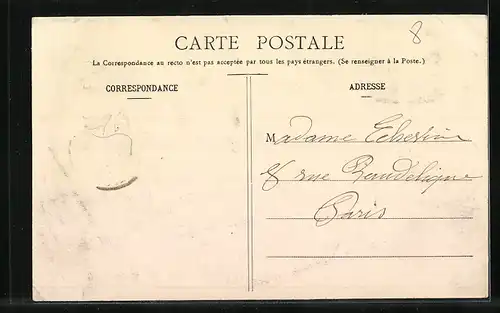 8
CARTE POSTALE
La Correspondance au recto n'est pas acceptée par tous les pays étrangers. (Se renseigner à la Poste.)
CORRESPONDANCE
ADRESSE
Madame
8 rue Baudelique
Paris